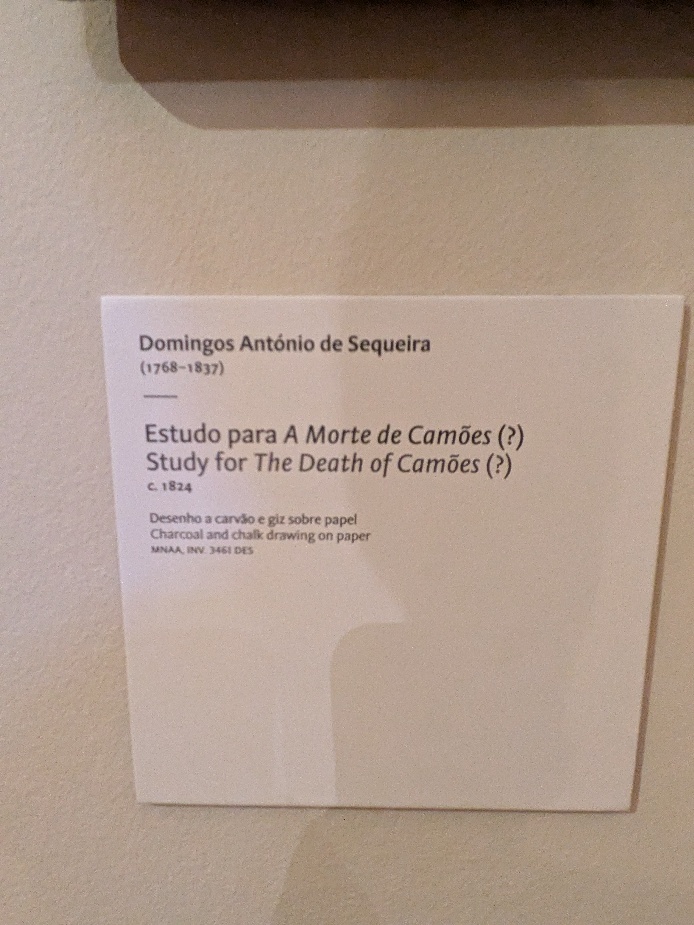 Domingos António de Sequeira
(1768–1837)
Estudo para A Morte de Camões (?)
Study for The Death of Camões (?)
c. 1824
Desenho a carvão e giz sobre papel
Charcoal and chalk drawing on paper
MNAA, INV. 3461 DES